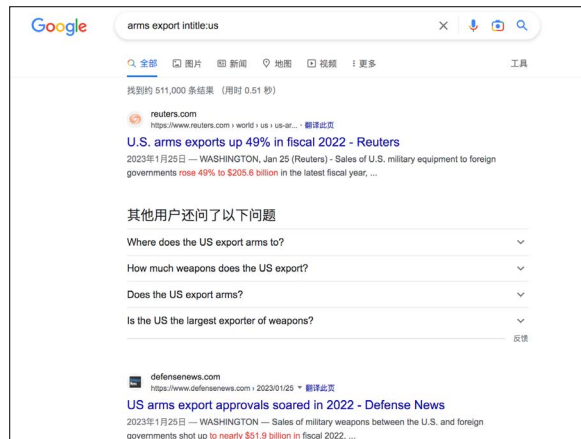 Google
arms export intitle:us
全部 图片 新闻 地图 视频 更多 工具
找到约 511,000 条结果 （用时 0.51 秒）
reuters.com
https://www.reuters.com › world › us › us-ar... · 翻译此页
U.S. arms exports up 49% in fiscal 2022 - Reuters
2023年1月25日 — WASHINGTON, Jan 25 (Reuters) - Sales of U.S. military equipment to foreign
governments rose 49% to $205.6 billion in the latest fiscal year, ...
其他用户还问了以下问题
Where does the US export arms to?
How much weapons does the US export?
Does the US export arms?
Is the US the largest exporter of weapons?
反馈
defensenews.com
https://www.defensenews.com › 2023/01/25 ▾ 翻译此页
US arms export approvals soared in 2022 - Defense News
2023年1月25日 — WASHINGTON — Sales of military weapons between the U.S. and foreign
governments shot up to nearly $51.9 billion in fiscal 2022, ...